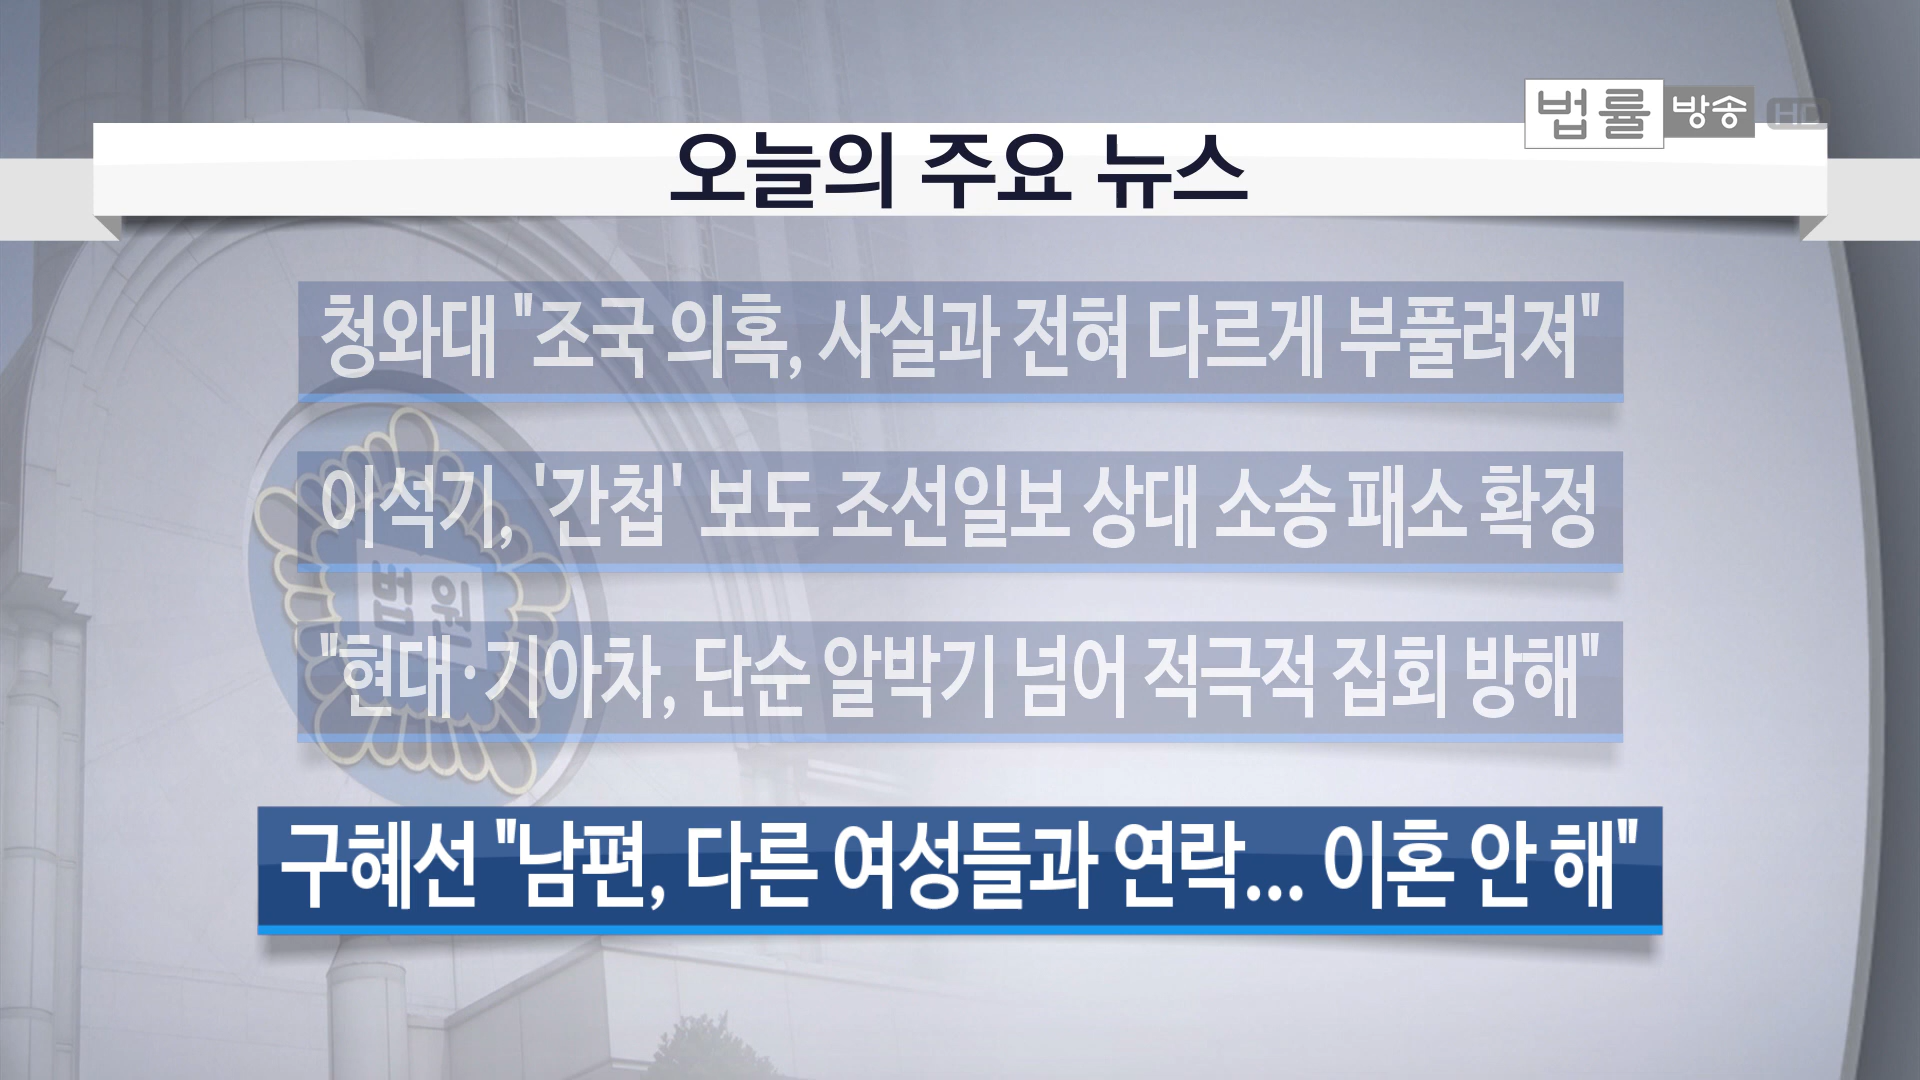 법률방송 HD
오늘의 주요 뉴스
청와대 "조국 의혹, 사실과 전혀 다르게 부풀려져"
이석기, '간첩' 보도 조선일보 상대 소송 패소 확정
"현대·기아차, 단순 알박기 넘어 적극적 집회 방해"
법원
구혜선 "남편, 다른 여성들과 연락... 이혼 안 해"